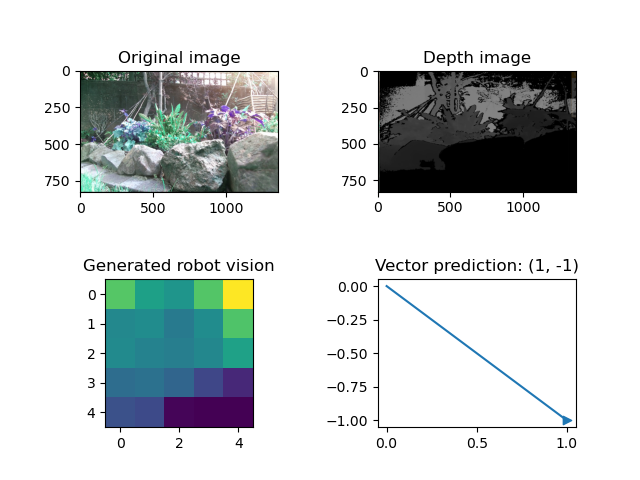 Original image
0
250
500
750
0 500 1000
Depth image
0
250
500
750
0 500 1000
Generated robot vision
0
1
2
3
4
0 2 4
Vector prediction: (1, -1)
0.00
−0.25
−0.50
−0.75
−1.00
0.0 0.5 1.0